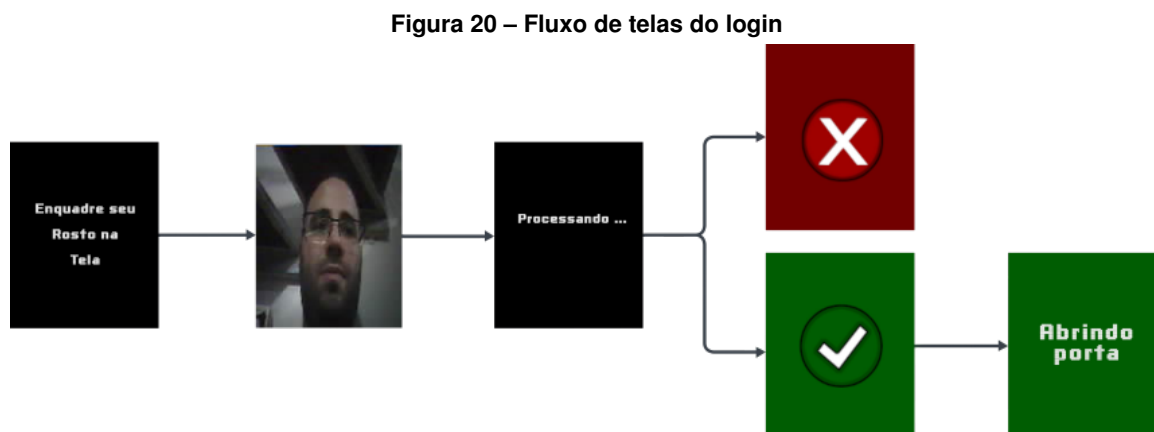 Figura 20 – Fluxo de telas do login
Enquadre seu
Rosto na
Tela
Processando ...
Abrindo
porta